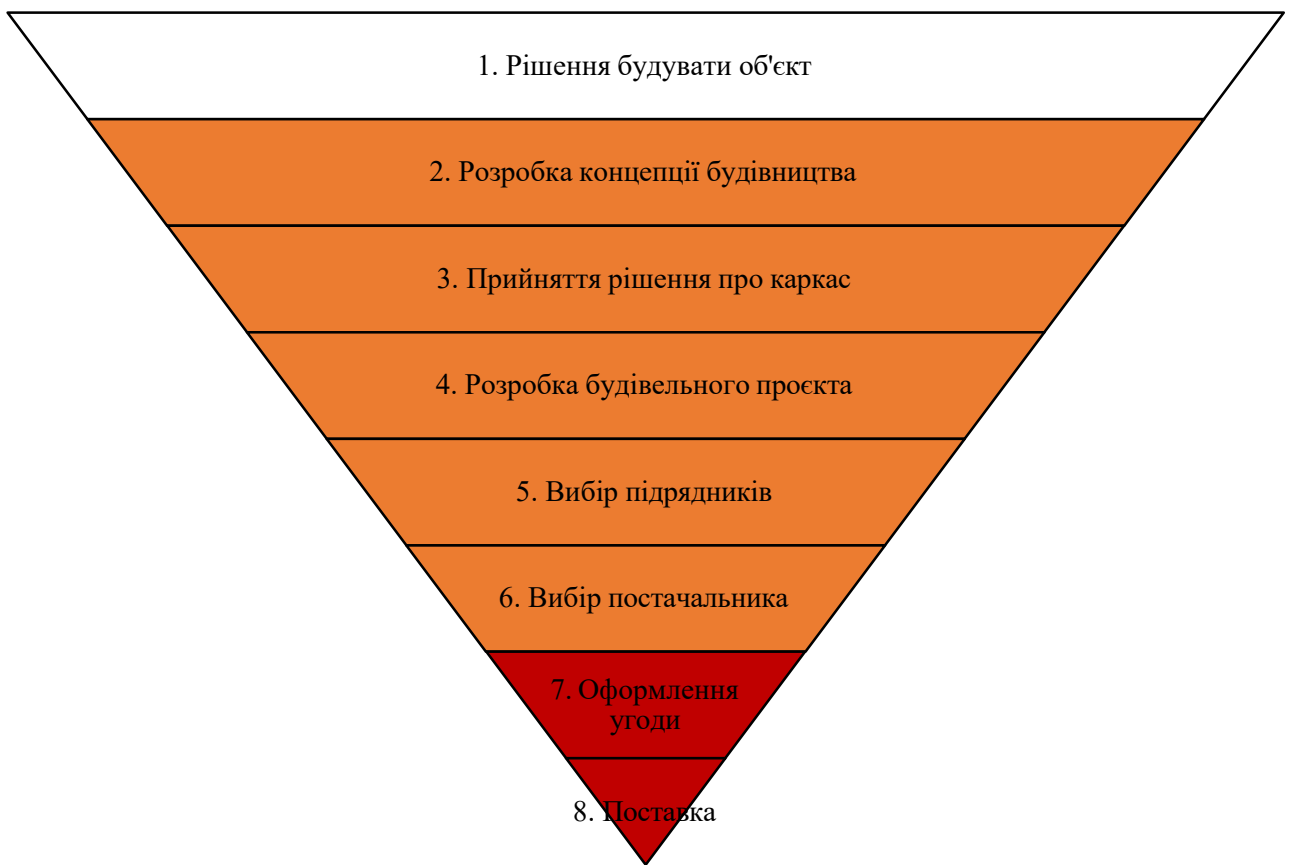 1. Рішення будувати об'єкт
2. Розробка концепції будівництва
3. Прийняття рішення про каркас
4. Розробка будівельного проєкта
5. Вибір підрядників
6. Вибір постачальника
7. Оформлення
угоди
8. Поставка